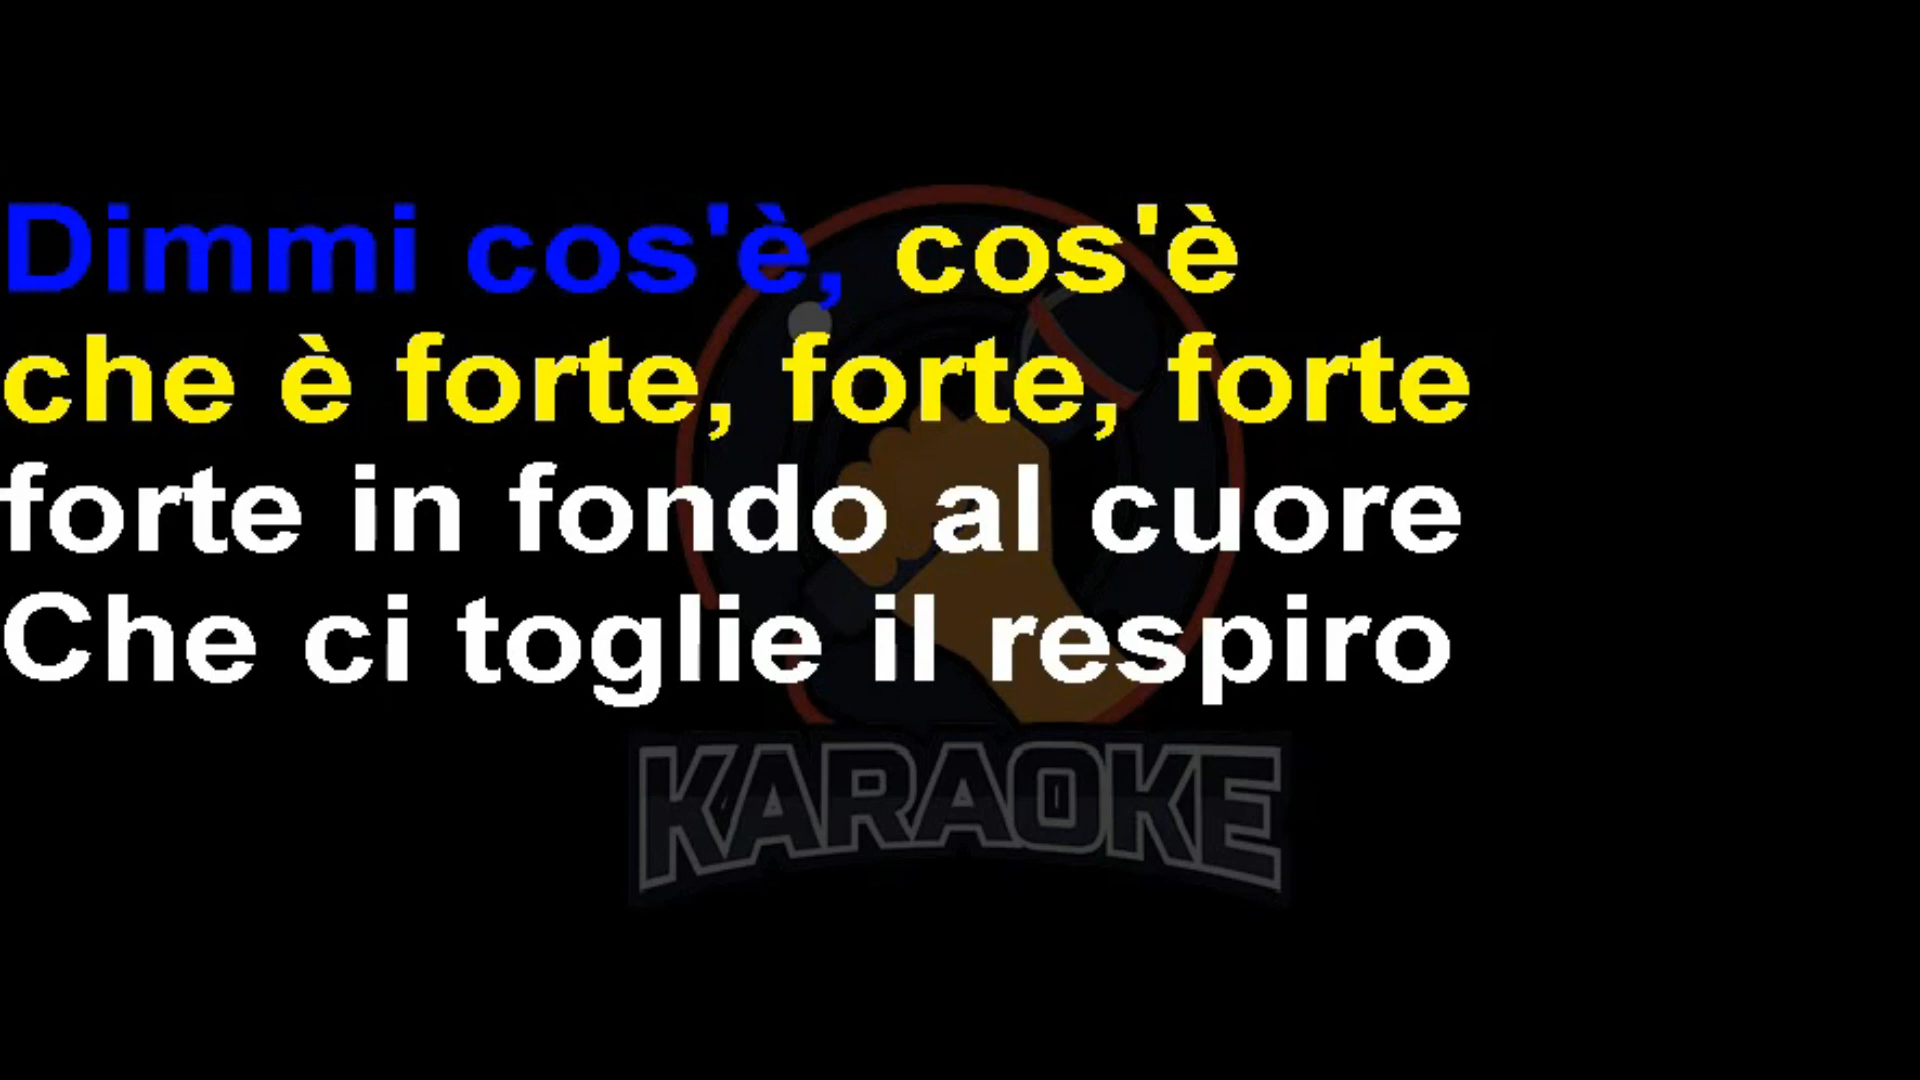 Dimmi cos'è, cos'è
che è forte, forte, forte
forte in fondo al cuore
Che ci toglie il respiro
KARAOKE